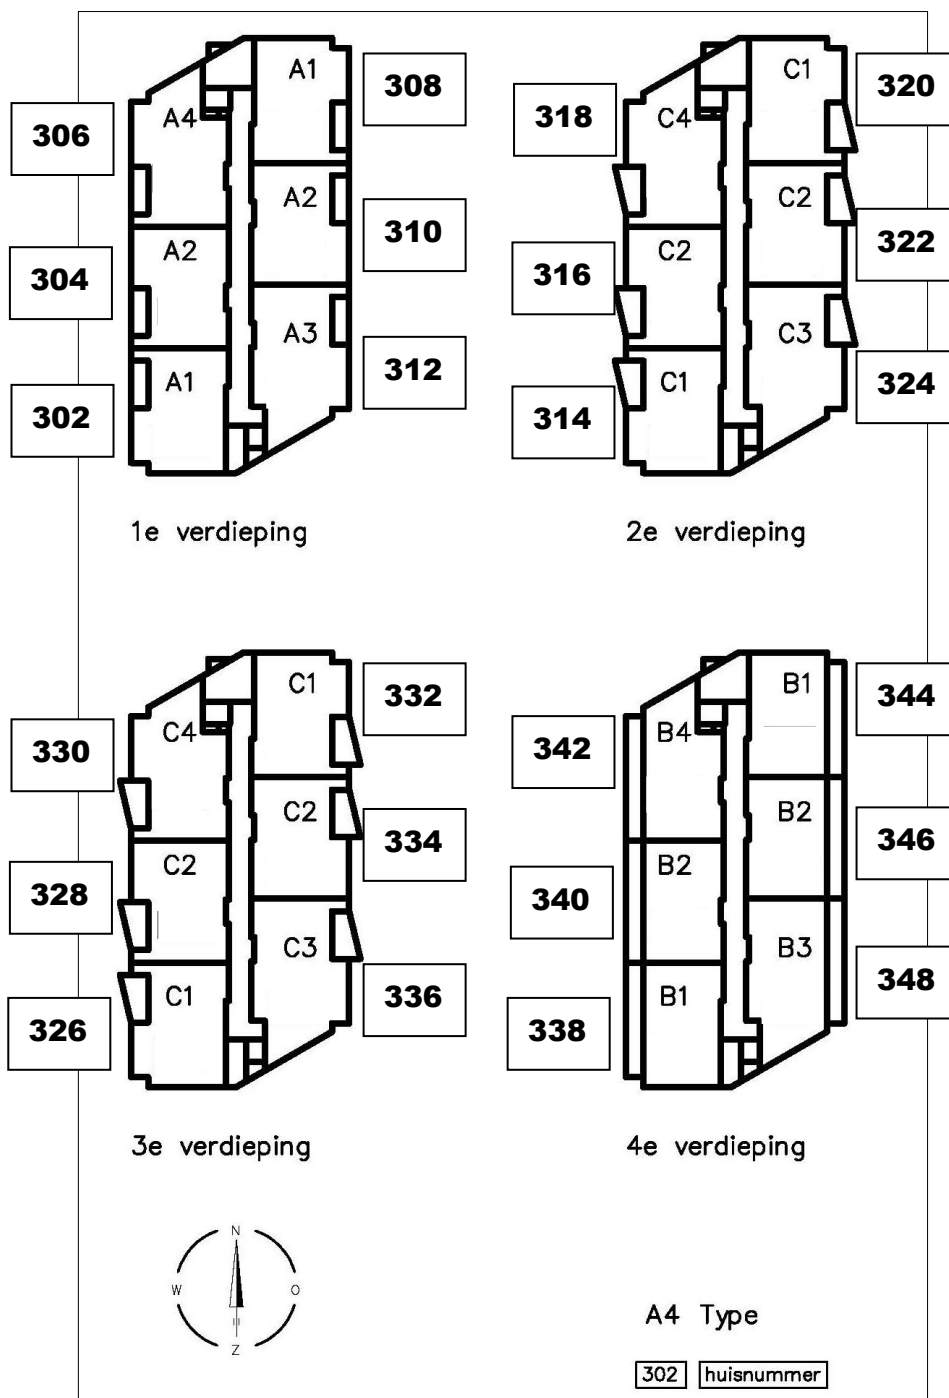 A1
308
306
A4
A2
310
304
A2
A3
312
302
A1
1e verdieping
C1
320
318
C4
C2
322
316
C2
C3
324
314
C1
2e verdieping
C1
332
330
C4
C2
334
328
C2
C3
336
326
C1
3e verdieping
B1
344
342
B4
B2
346
340
B2
B3
348
338
B1
4e verdieping
N
W O
Z
A4 Type
302 huisnummer